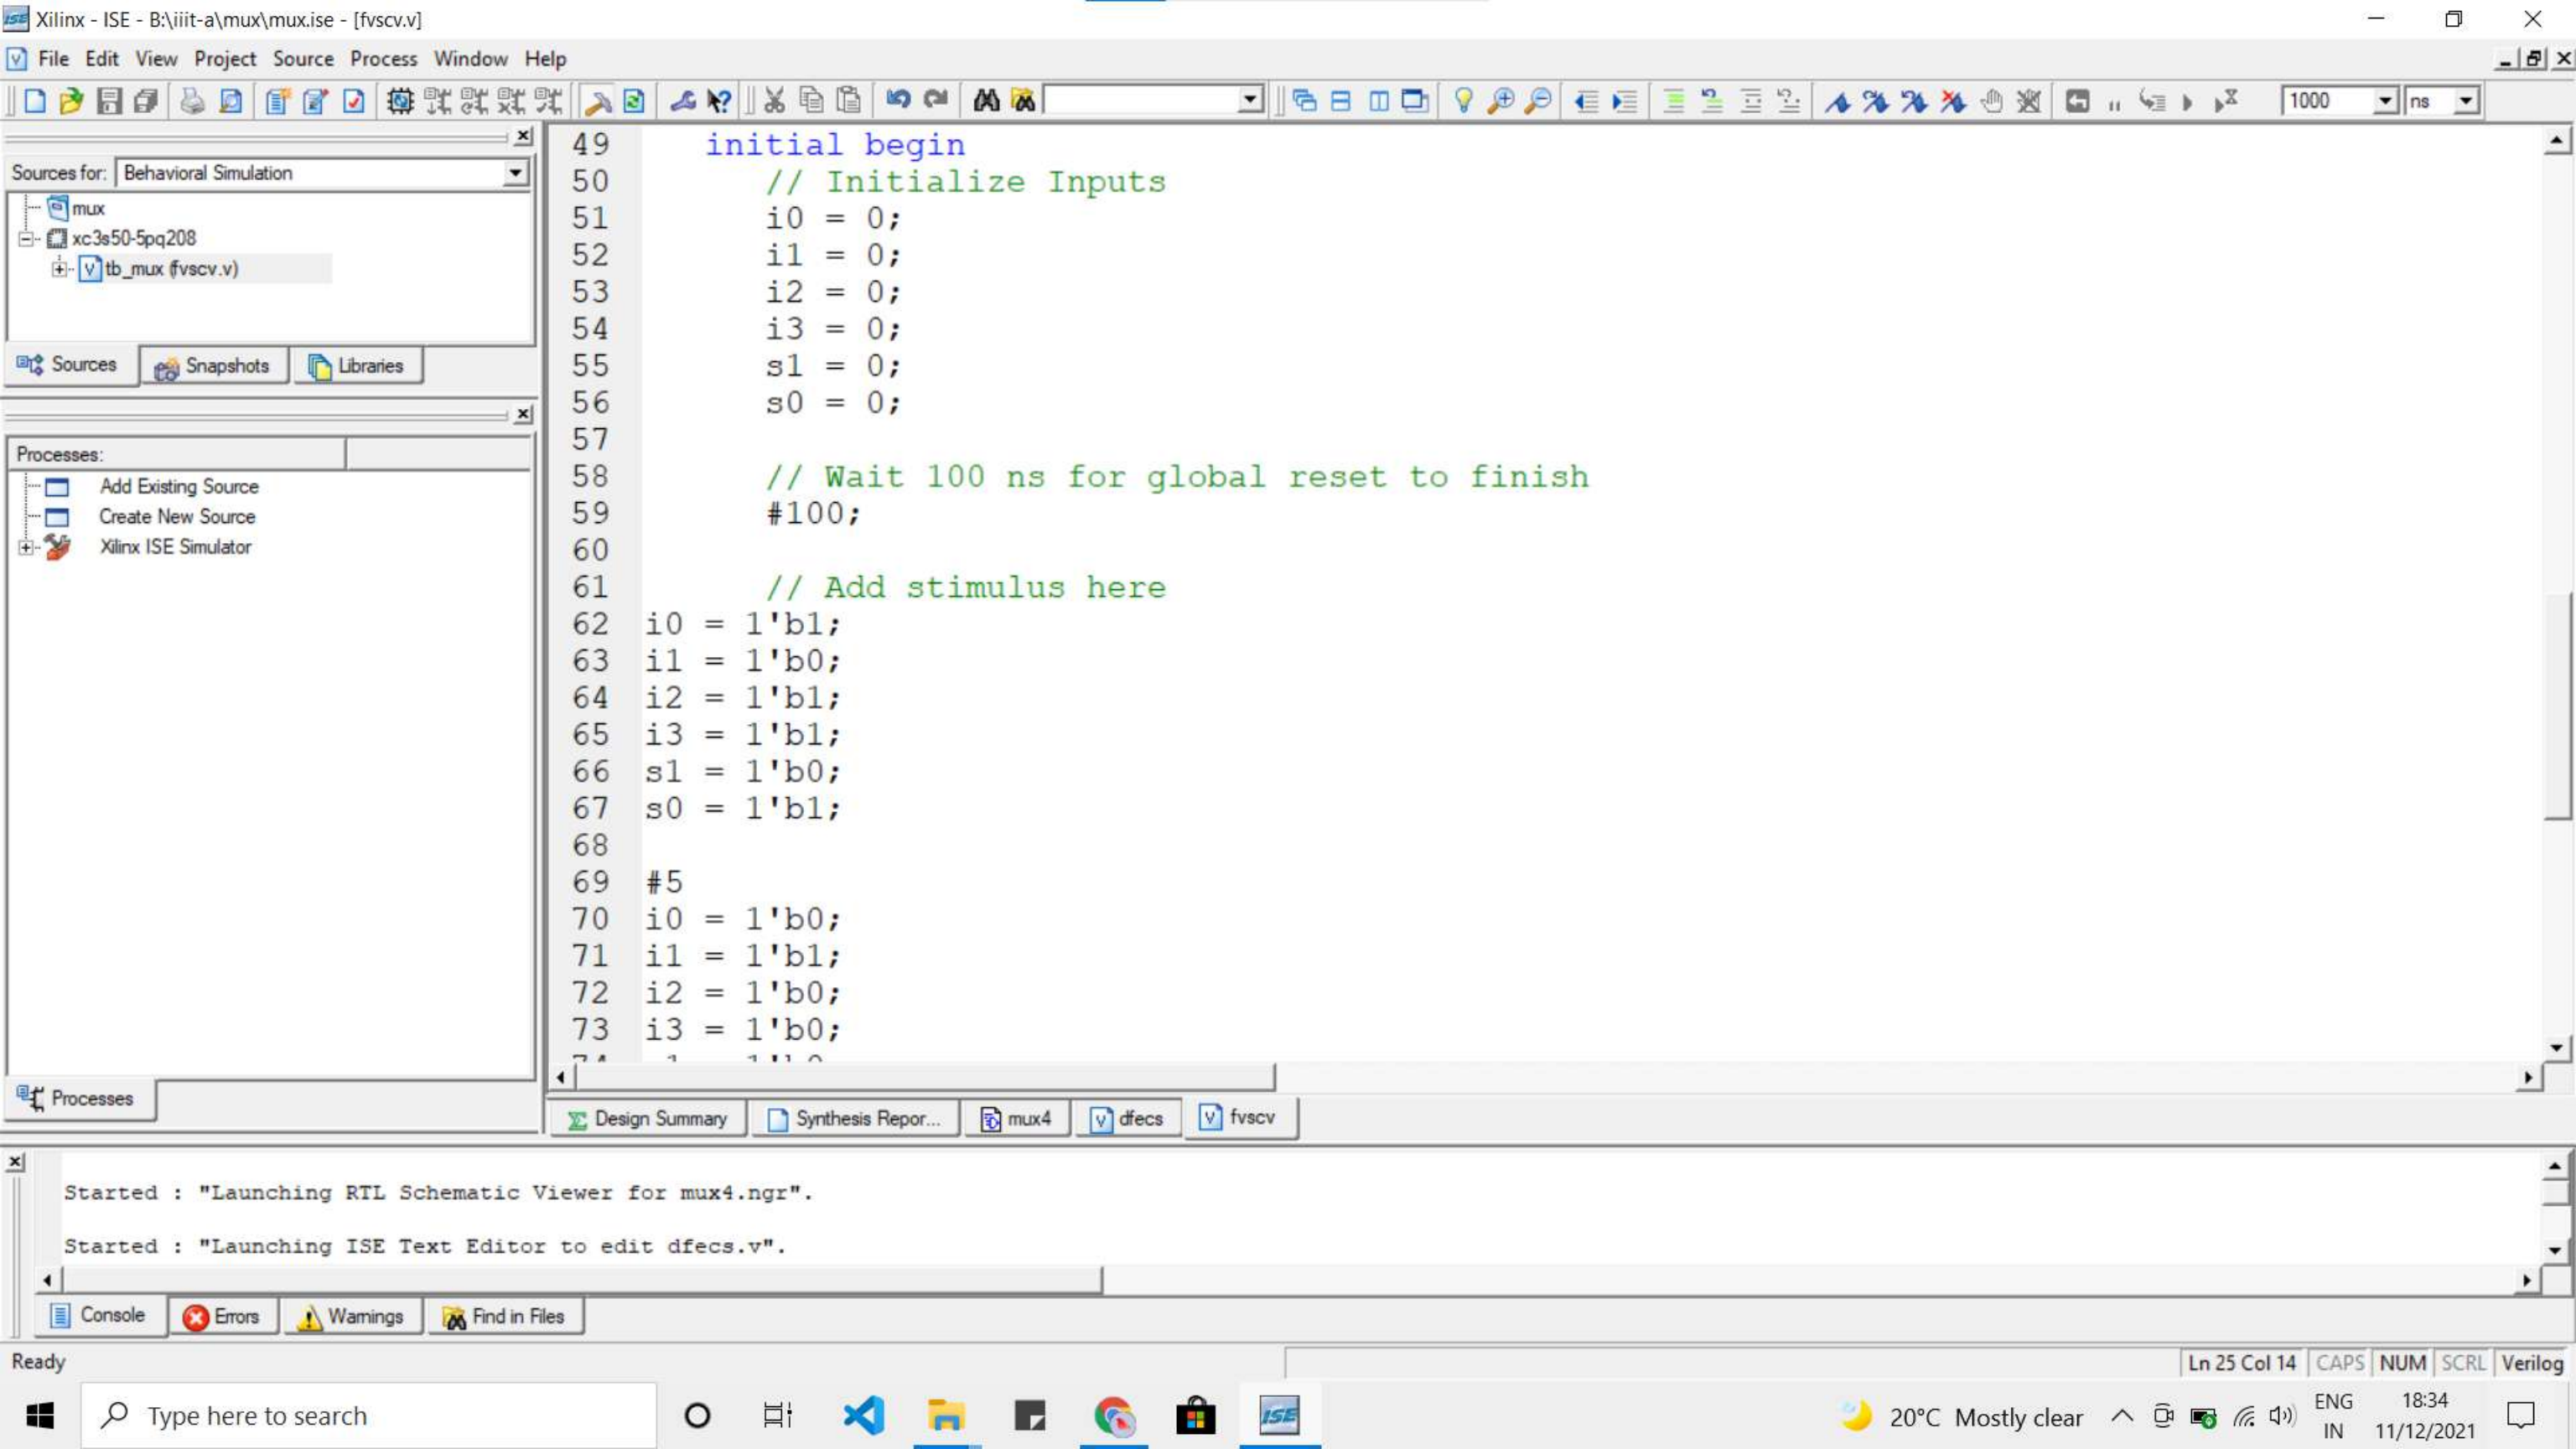 Xilinx - ISE - B:\iiit-a\mux\mux.ise - [fvscv.v]
File Edit View Project Source Process Window Help
1000 ns
Sources for: Behavioral Simulation
mux
xc3s50-5pq208
tb_mux (fvscv.v)
Sources Snapshots Libraries
Processes:
Add Existing Source
Create New Source
Xilinx ISE Simulator
Processes
49 initial begin
50 // Initialize Inputs
51 i0 = 0;
52 i1 = 0;
53 i2 = 0;
54 i3 = 0;
55 s1 = 0;
56 s0 = 0;
57
58 // Wait 100 ns for global reset to finish
59 #100;
60
61 // Add stimulus here
62 i0 = 1'b1;
63 i1 = 1'b0;
64 i2 = 1'b1;
65 i3 = 1'b1;
66 s1 = 1'b0;
67 s0 = 1'b1;
68
69 #5
70 i0 = 1'b0;
71 i1 = 1'b1;
72 i2 = 1'b0;
73 i3 = 1'b0;
Design Summary Synthesis Repor... mux4 dfecs fvscv
Started : "Launching RTL Schematic Viewer for mux4.ngr".
Started : "Launching ISE Text Editor to edit dfecs.v".
Console Errors Warnings Find in Files
Ready
Ln 25 Col 14 CAPS NUM SCRL Verilog
Type here to search
ISE
20°C Mostly clear
ENG
IN
18:34
11/12/2021